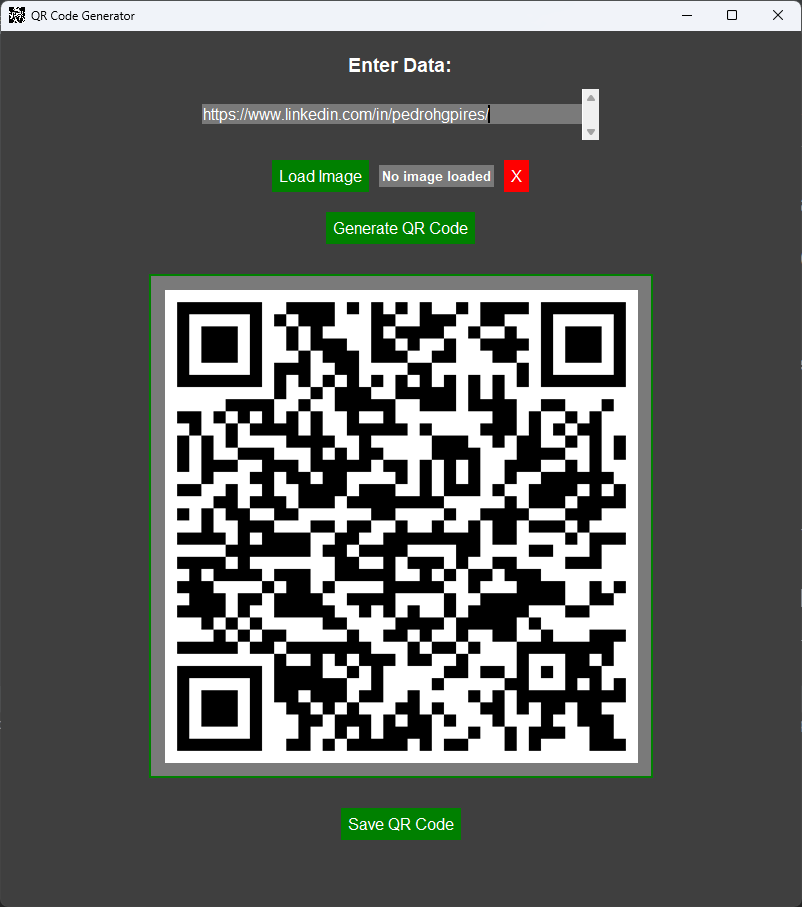 QR Code Generator
Enter Data:
https://www.linkedin.com/in/pedrohgpires/
Load Image No image loaded X
Generate QR Code
Save QR Code